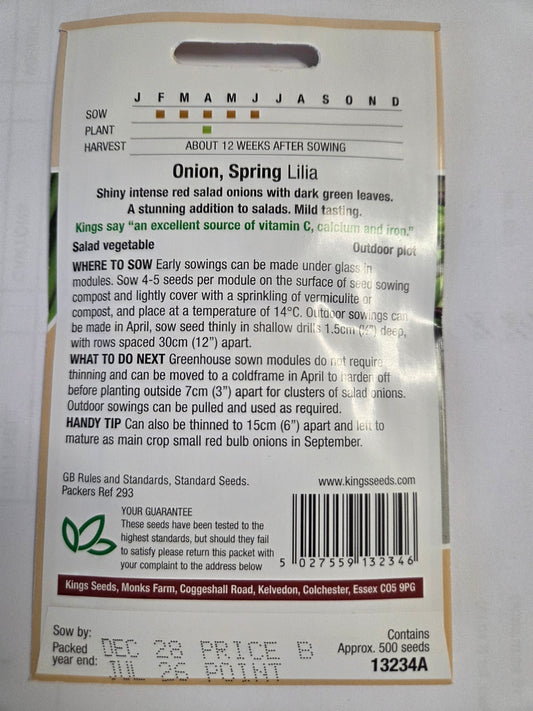 J F M A M J J A S O N D
SOW
PLANT
HARVEST ABOUT 12 WEEKS AFTER SOWING
Onion, Spring Lilia
Shiny intense red salad onions with dark green leaves.
A stunning addition to salads. Mild tasting.
Kings say “an excellent source of vitamin C, calcium and iron.”
Salad vegetable Outdoor plot
WHERE TO SOW Early sowings can be made under glass in
modules. Sow 4-5 seeds per module on the surface of seed sowing
compost and lightly cover with a sprinkling of vermiculite or
compost, and place at a temperature of 14°C. Outdoor sowings can
be made in April, sow seed thinly in shallow drills 1.5cm (½”) deep,
with rows spaced 30cm (12”) apart.
WHAT TO DO NEXT Greenhouse sown modules do not require
thinning and can be moved to a coldframe in April to harden off
before planting outside 7cm (3”) apart for clusters of salad onions.
Outdoor sowings can be pulled and used as required.
HANDY TIP Can also be thinned to 15cm (6”) apart and left to
mature as main crop small red bulb onions in September.
GB Rules and Standards, Standard Seeds.
Packers Ref 293
www.kingsseeds.com
YOUR GUARANTEE
These seeds have been tested to the
highest standards, but should they fail
to satisfy please return this packet with
your complaint to the address below
5 027559 132346
Kings Seeds, Monks Farm, Coggeshall Road, Kelvedon, Colchester, Essex CO5 9PG
Sow by: DEC 28 PRICE B
Packed
year end: JUL 26 POINT
Contains
Approx. 500 seeds
13234A